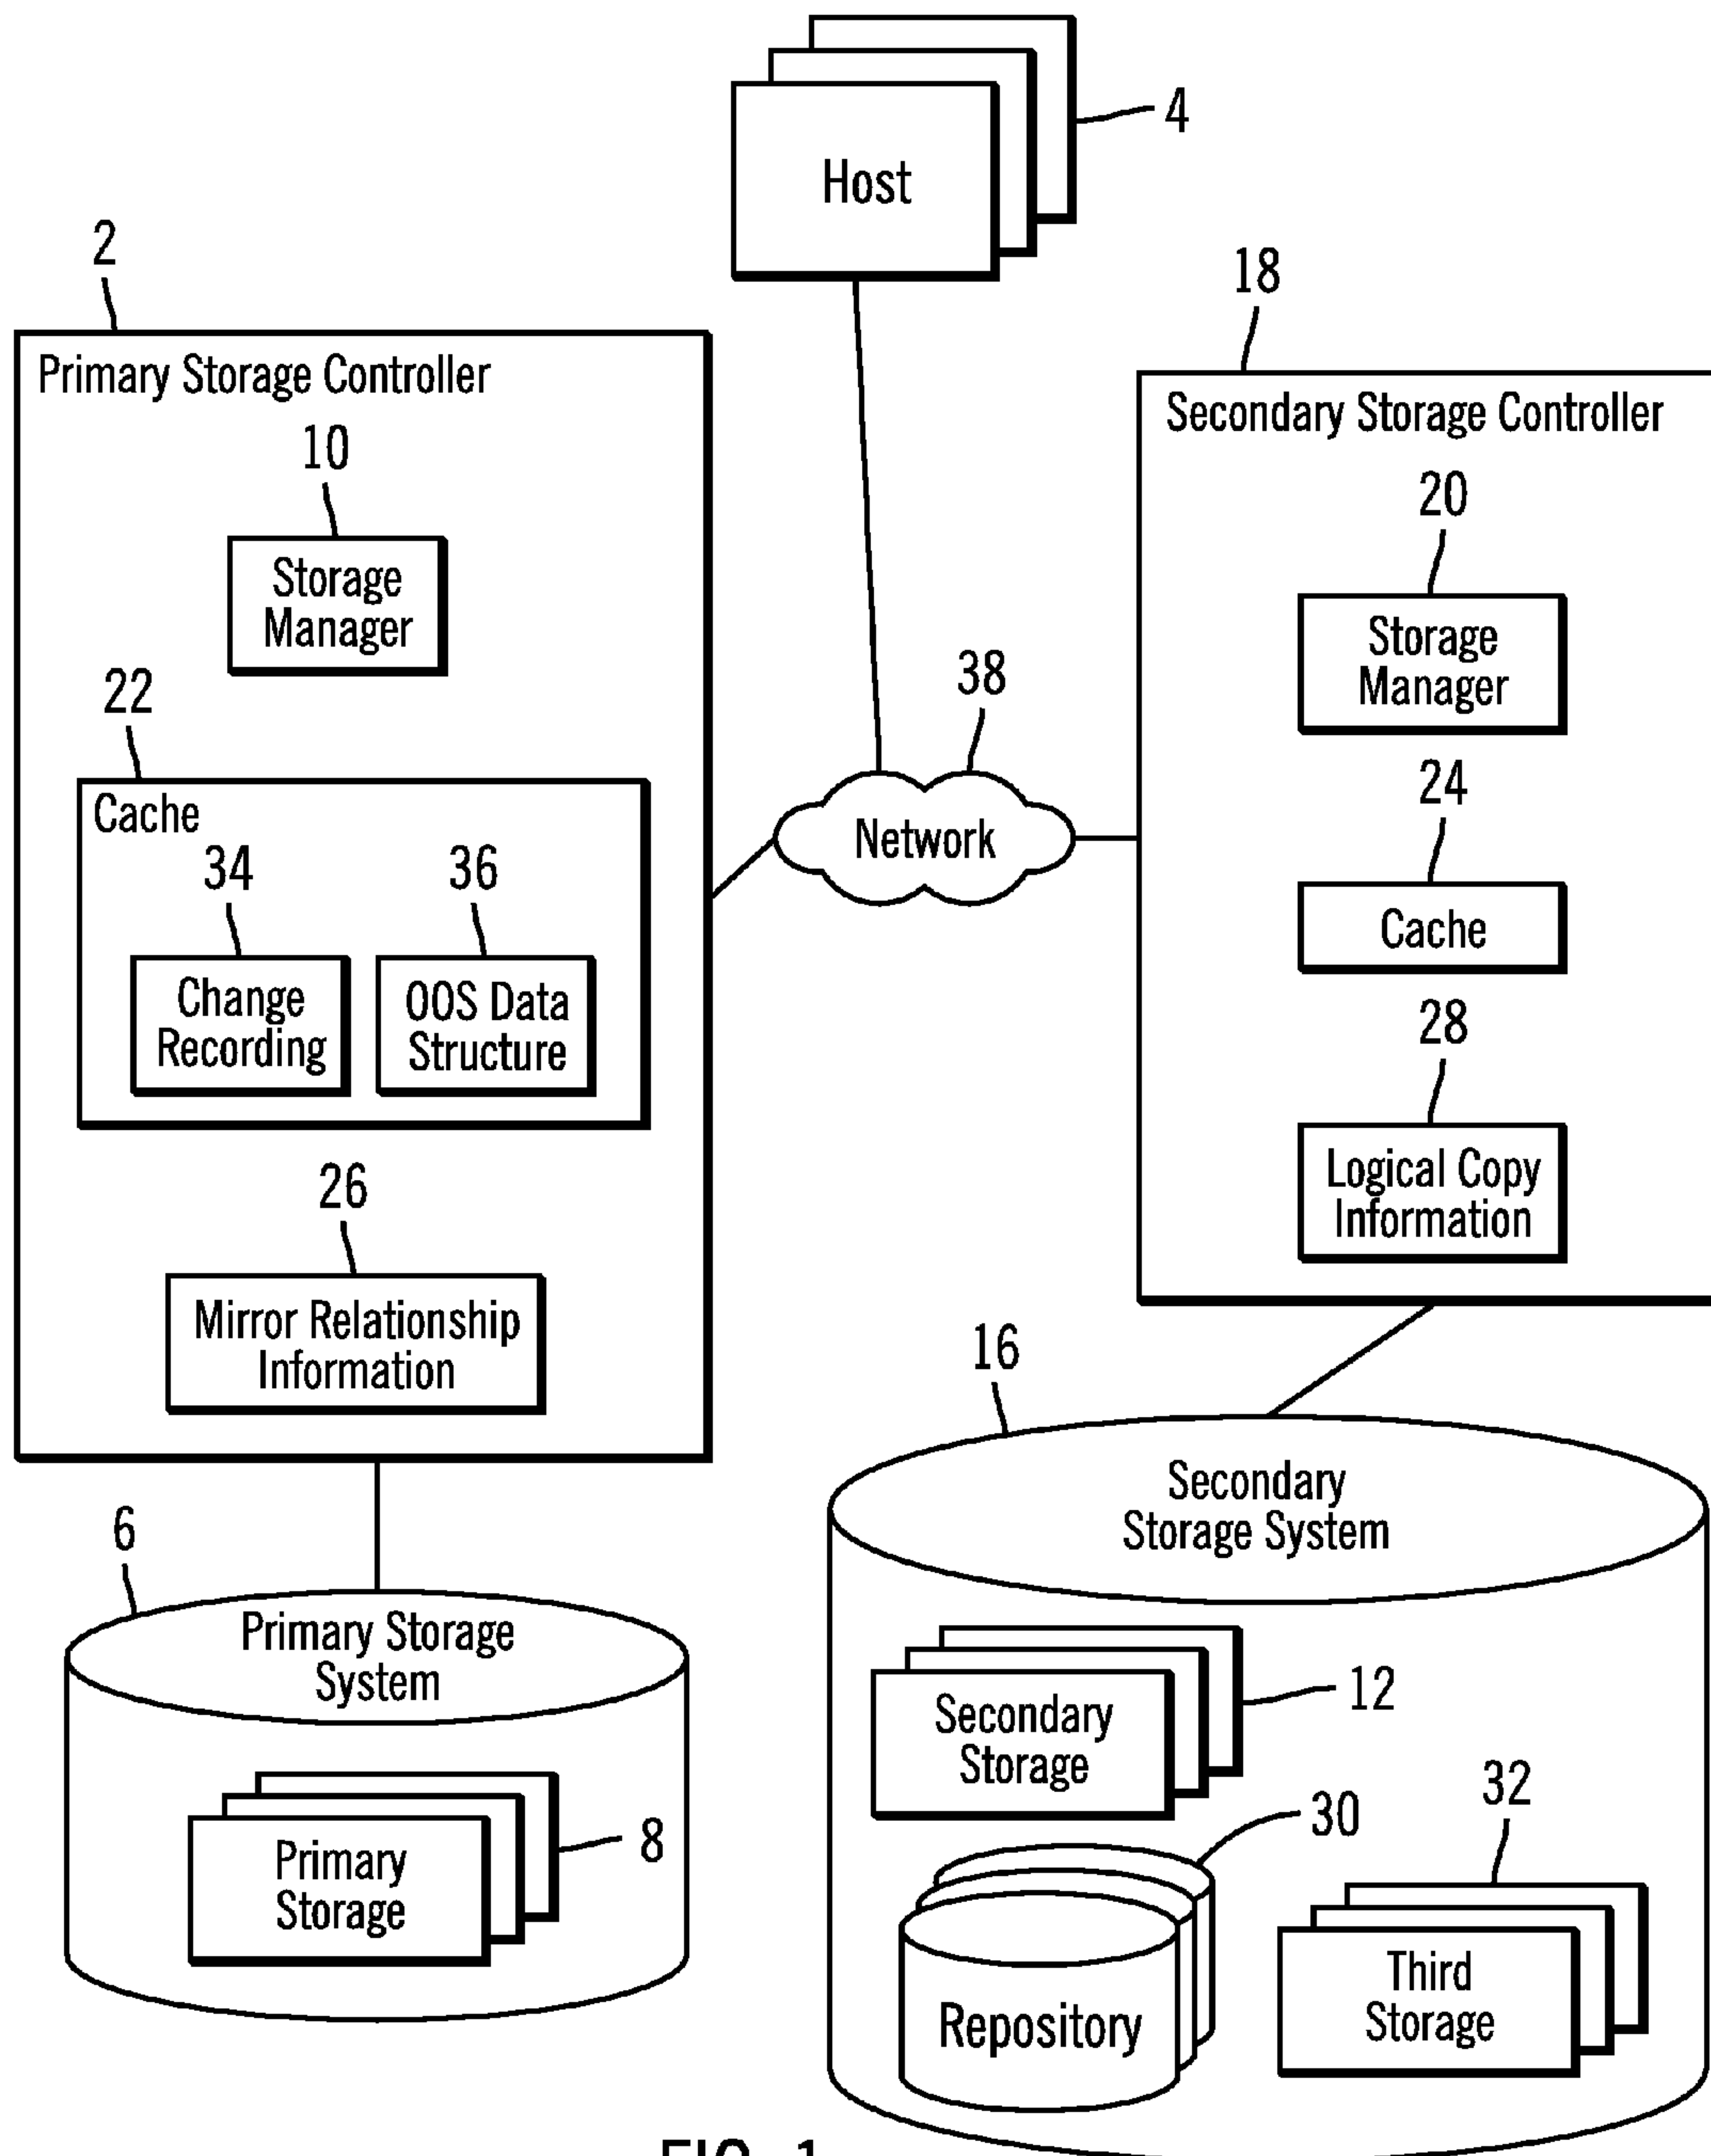 4
Host
2
18
Primary Storage Controller
Secondary Storage Controller
10
Storage
Manager
20
Storage
Manager
22
Cache
34
36
Change
Recording
OOS Data
Structure
38
Network
24
Cache
28
Logical Copy
Information
26
Mirror Relationship
Information
16
Secondary
Storage System
6
Primary Storage
System
12
Secondary
Storage
8
Primary
Storage
30
Repository
32
Third
Storage
FIG. 1